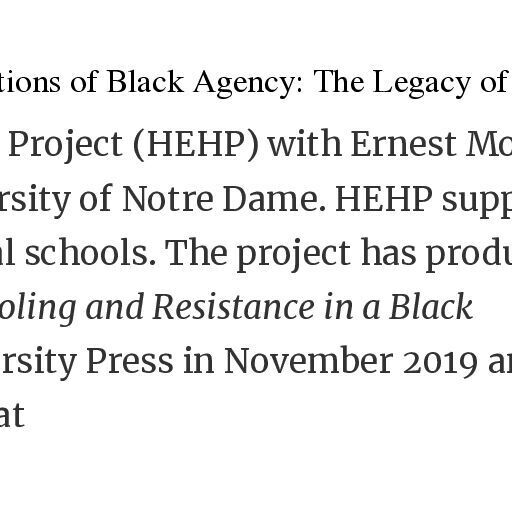 tions of Black Agency: The Legacy of
Project (HEHP) with Ernest Mo
rsity of Notre Dame. HEHP supp
al schools. The project has produ
oling and Resistance in a Black
rsity Press in November 2019 an
at